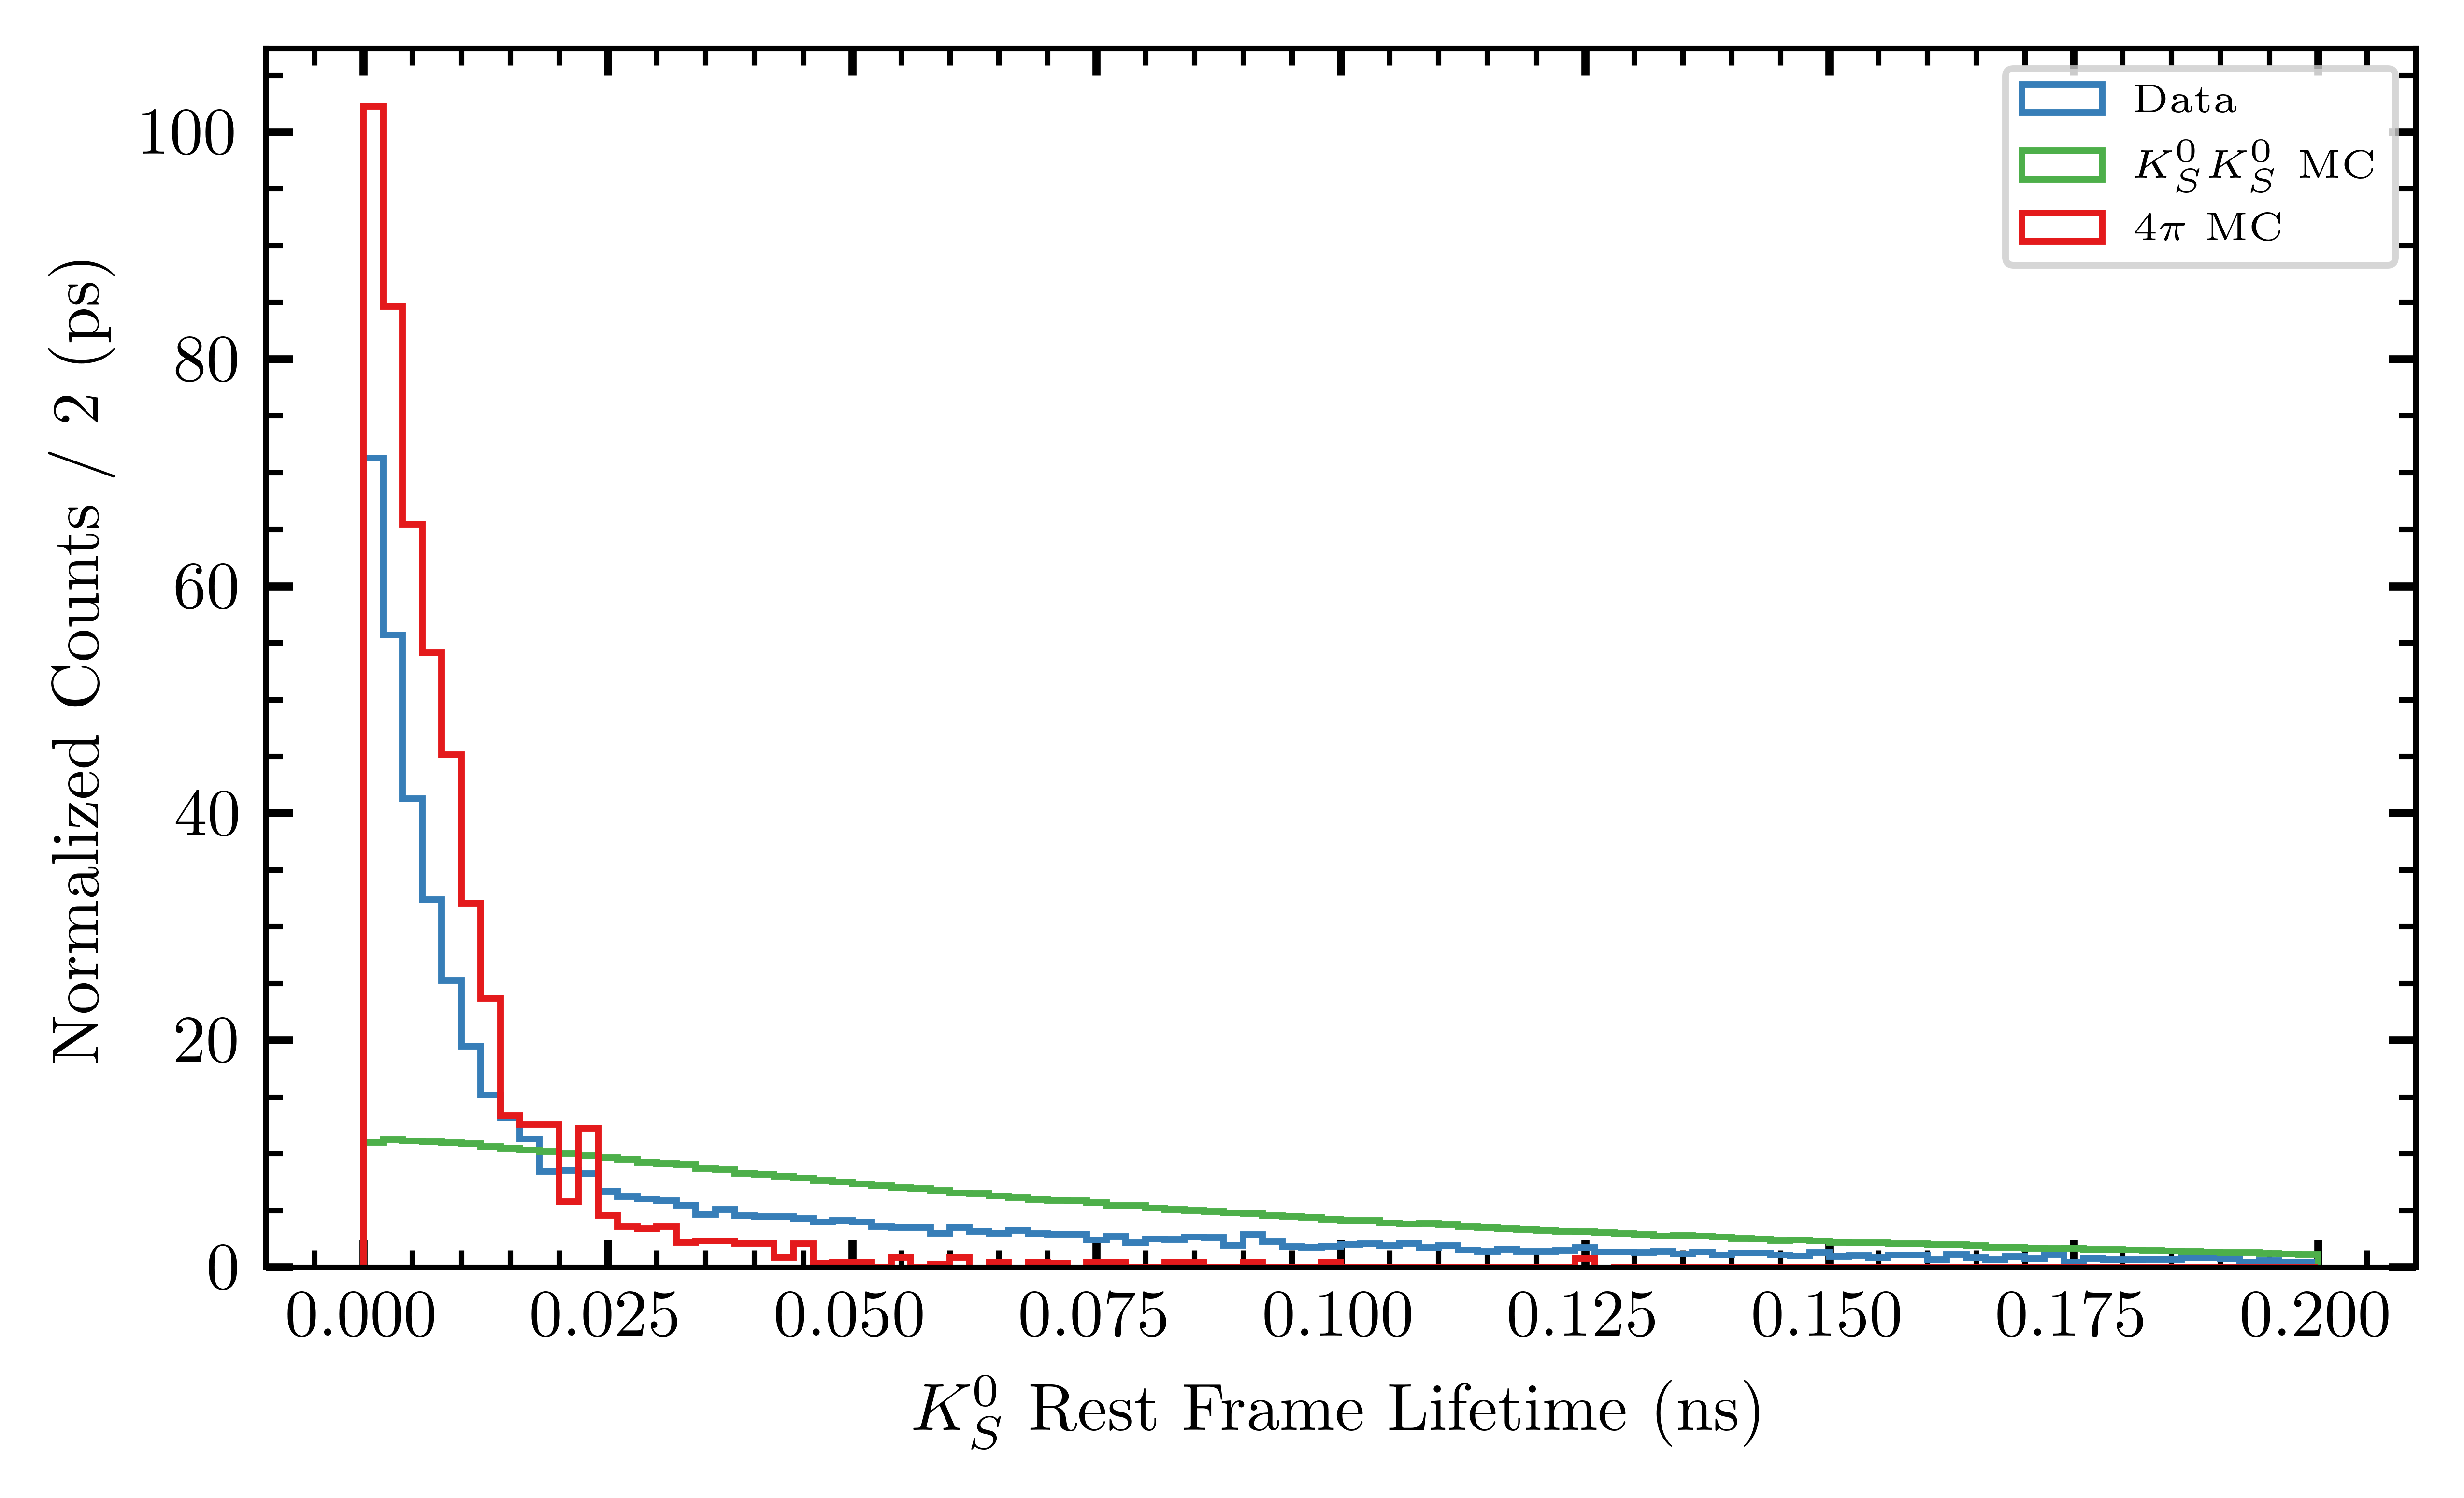 Normalized Counts / 2 (ps)
100
80
60
40
20
0
Data
$K_S^0 K_S^0$ MC
4π MC
0.000 0.025 0.050 0.075 0.100 0.125 0.150 0.175 0.200
$K_S^0$ Rest Frame Lifetime (ns)